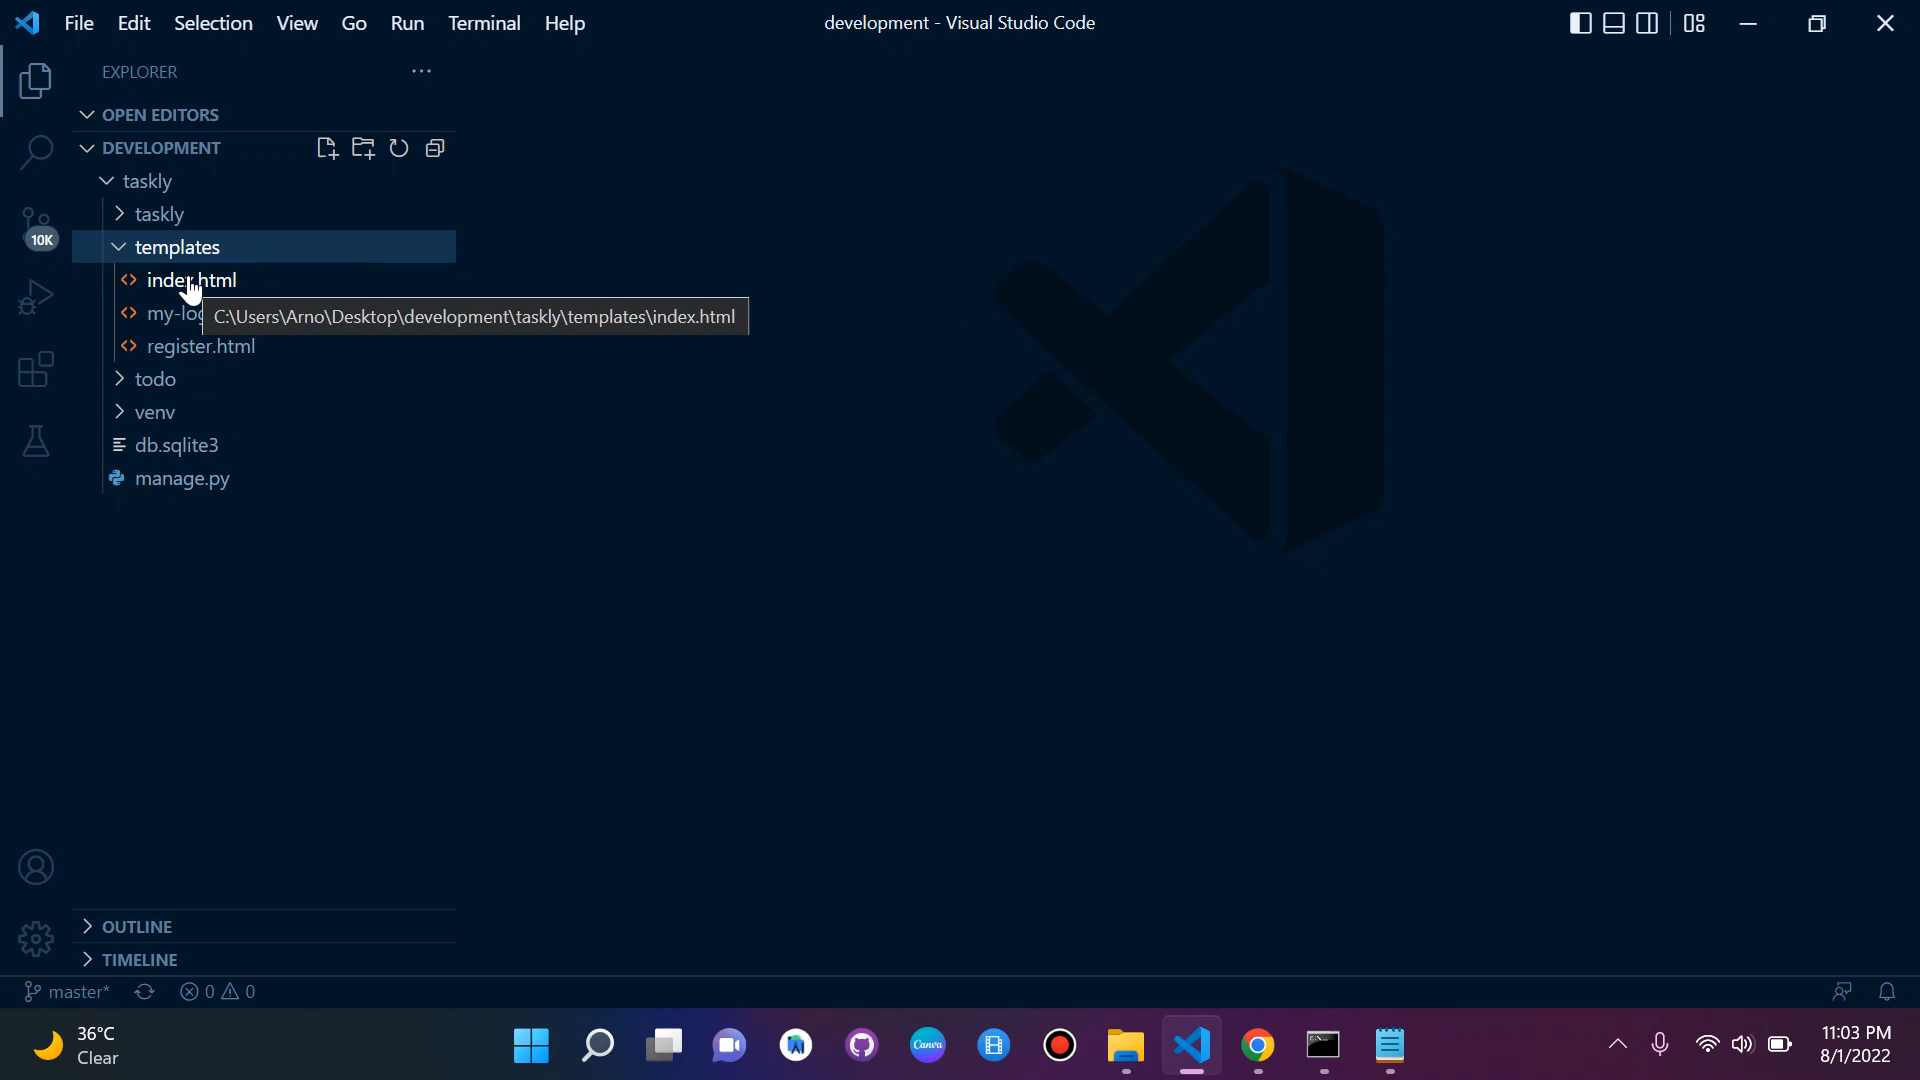 File Edit Selection View Go Run Terminal Help
development - Visual Studio Code
EXPLORER
OPEN EDITORS
DEVELOPMENT
taskly
taskly
10K
templates
index.html
C:\Users\Arno\Desktop\development\taskly\templates\index.html
register.html
todo
venv
db.sqlite3
manage.py
OUTLINE
TIMELINE
master* 0 0
36°C
Clear
Canva
11:03 PM
8/1/2022